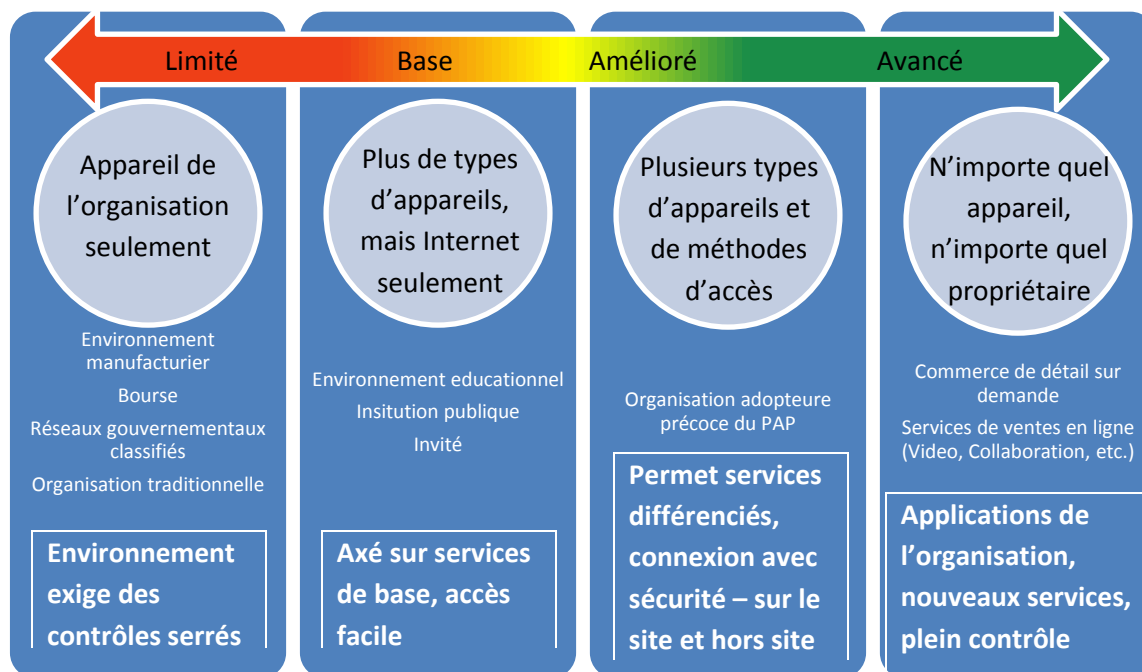 Limité
Base
Amélioré
Avancé
Appareil de
l'organisation
seulement
Environnement
manufacturier
Bourse
Réseaux gouvernementaux
classifiés
Organisation traditionnelle
Environnement
exige des
contrôles serrés
Plus de types
d'appareils,
mais Internet
seulement
Environnement educationnel
Insitution publique
Invité
Axé sur services
de base, accès
facile
Plusieurs types
d'appareils et
de méthodes
d'accès
Organisation adopteure
précoce du PAP
Permet services
différenciés,
connexion avec
sécurité – sur le
site et hors site
N'importe quel
appareil,
n'importe quel
propriétaire
Commerce de détail sur
demande
Services de ventes en ligne
(Video, Collaboration, etc.)
Applications de
l'organisation,
nouveaux services,
plein contrôle